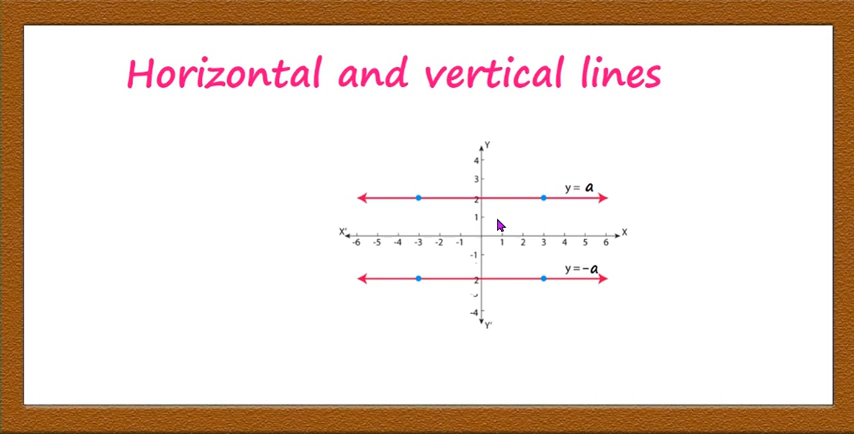 Horizontal and vertical lines
Y
4
3
y= a
2
1
X' -6 -5 -4 -3 -2 -1 1 2 3 4 5 6 X
-1
y=-a
2
-4
Y'